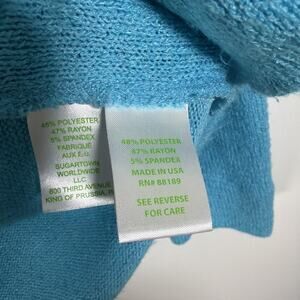 48% POLYESTER
47% RAYON
5% SPANDEX
FABRIQUE
AUX É.U.
SUGARTOWN
WORLDWIDE
LLC
800 THIRD AVENUE
KING OF PRUSSIA,
48% POLYESTER
47% RAYON
5% SPANDEX
MADE IN USA
RN# 88189
SEE REVERSE
FOR CARE